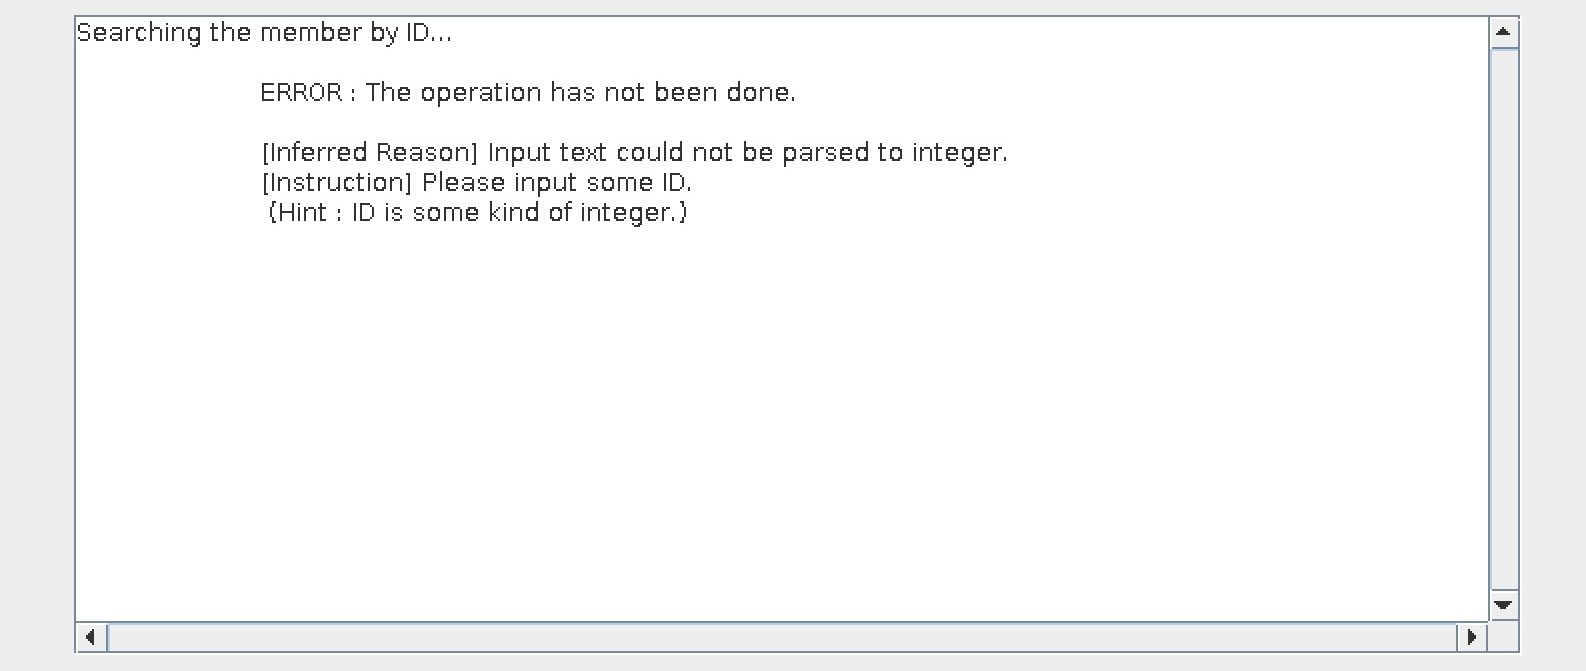 Searching the member by ID...
ERROR : The operation has not been done.
[Inferred Reason] Input text could not be parsed to integer.
[Instruction] Please input some ID.
(Hint : ID is some kind of integer.)